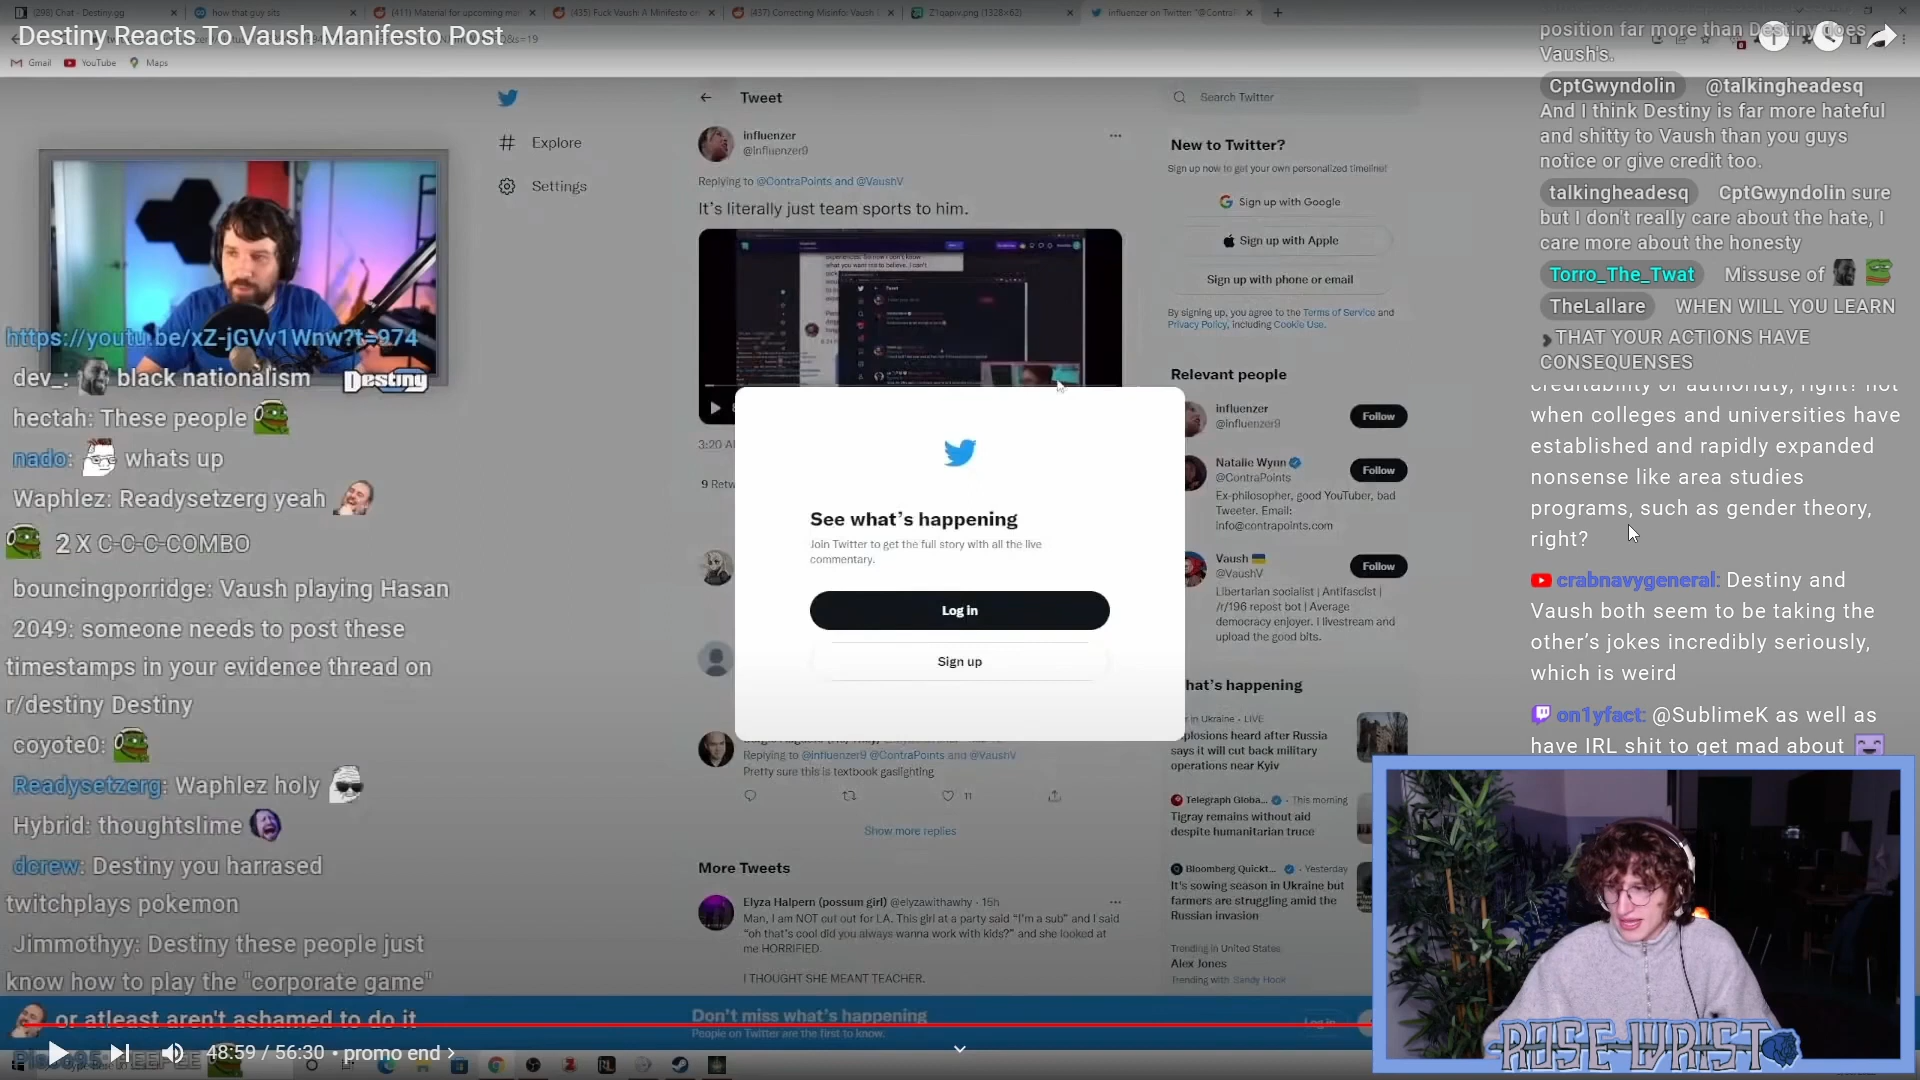 (298) Chat - Destiny.gg
how that guy sits
(411) Material for upcoming
(435) Fuck Vaush: A Manifesto
(437) Correcting Misinfo: Vaush
Z1qapiv.png (1328×62)
influenzer on Twitter:
Destiny Reacts To Vaush Manifesto Post
Gmail
YouTube
Maps
Explore
Settings
Tweet
influenzer
@influenzer9
Replying to @ContraPoints and @VaushV
It's literally just team sports to him.
3:20
9
Search Twitter
New to Twitter?
Sign up now to get your own personalized timeline!
Sign up with Google
Sign up with Apple
Sign up with phone or email
By signing up, you agree to the Terms of Service and
Privacy Policy, including Cookie Use.
Relevant people
influenzer
@influenzer9
Follow
Natalie Wynn
@ContraPoints
Follow
Ex-philosopher, good YouTuber, bad
Tweeter. Email:
info@contrapoints.com
Vaush
@VaushV
Follow
Libertarian socialist | Antifascist |
/r/196 repost bot | Average
democracy enjoyer. I livestream and
upload the good bits.
hat's happening
in Ukraine · LIVE
plosions heard after Russia
says it will cut back military
operations near Kyiv
Telegraph Globa... · This morning
Tigray remains without aid
despite humanitarian truce
Bloomberg Quickt... · Yesterday
It's sowing season in Ukraine but
farmers are struggling amid the
Russian invasion
Trending in United States
Alex Jones
Trending with Sandy Hook
See what's happening
Join Twitter to get the full story with all the live
commentary.
Log in
Sign up
Replying to @influenzer9 @ContraPoints and @VaushV
Pretty sure this is textbook gaslighting
11
Show more replies
More Tweets
Elyza Halpern (possum girl) @elyzawithawhy · 15h
Man, I am NOT cut out for LA. This girl at a party said "I'm a sub" and I said
"oh that's cool did you always wanna work with kids?" and she looked at
me HORRIFIED.
I THOUGHT SHE MEANT TEACHER.
Don't miss what's happening
People on Twitter are the first to know.
Log in
Destiny
https://youtu.be/xZ-jGVv1Wnw?t=974
dev_: black nationalism
hectah: These people
nado: whats up
Waphlez: Readysetzerg yeah
2 X C-C-C-COMBO
bouncingporridge: Vaush playing Hasan
2049: someone needs to post these
timestamps in your evidence thread on
r/destiny Destiny
coyote0:
Readysetzerg: Waphlez holy
Hybrid: thoughtslime
dcrew: Destiny you harrased
twitchplays pokemon
Jimmothyy: Destiny these people just
know how to play the "corporate game"
or atleast aren't ashamed to do it
48:59 / 56:30 • promo end
position far more than Destiny does
Vaush's.
CptGwyndolin @talkingheadesq
And I think Destiny is far more hateful
and shitty to Vaush than you guys
notice or give credit too.
talkingheadesq CptGwyndolin sure
but I don't really care about the hate, I
care more about the honesty
Torro_The_Twat Missuse of
TheLallare WHEN WILL YOU LEARN
THAT YOUR ACTIONS HAVE
CONSEQUENSES
creditability or authoriuty, right? not
when colleges and universities have
established and rapidly expanded
nonsense like area studies
programs, such as gender theory,
right?
crabnavygeneral: Destiny and
Vaush both seem to be taking the
other's jokes incredibly seriously,
which is weird
on1yfact: @SublimeK as well as
have IRL shit to get mad about
ROSE WRIST